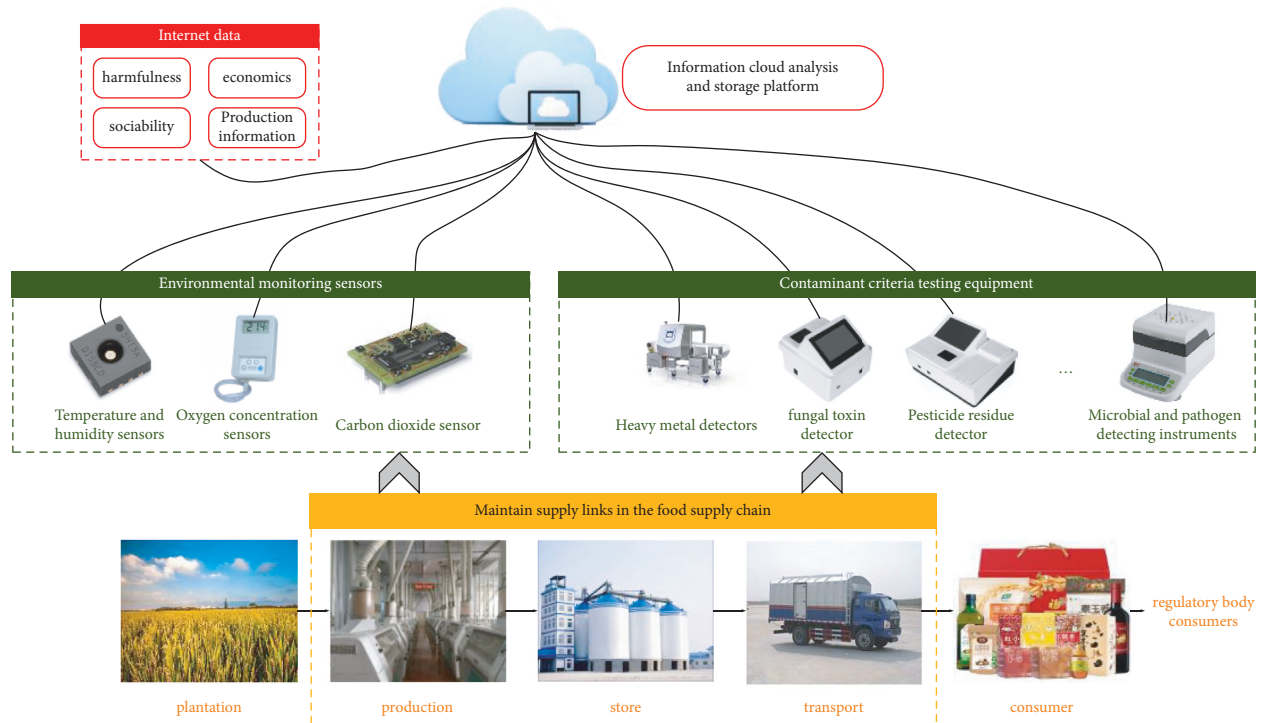 Internet data
harmfulness
economics
sociability
Production
information
Information cloud analysis
and storage platform
Environmental monitoring sensors
Contaminant criteria testing equipment
Temperature and
humidity sensors
Oxygen concentration
sensors
Carbon dioxide sensor
Heavy metal detectors
fungal toxin
detector
Pesticide residue
detector
...
Microbial and pathogen
detecting instruments
Maintain supply links in the food supply chain
plantation
production
store
transport
consumer
regulatory body
consumers